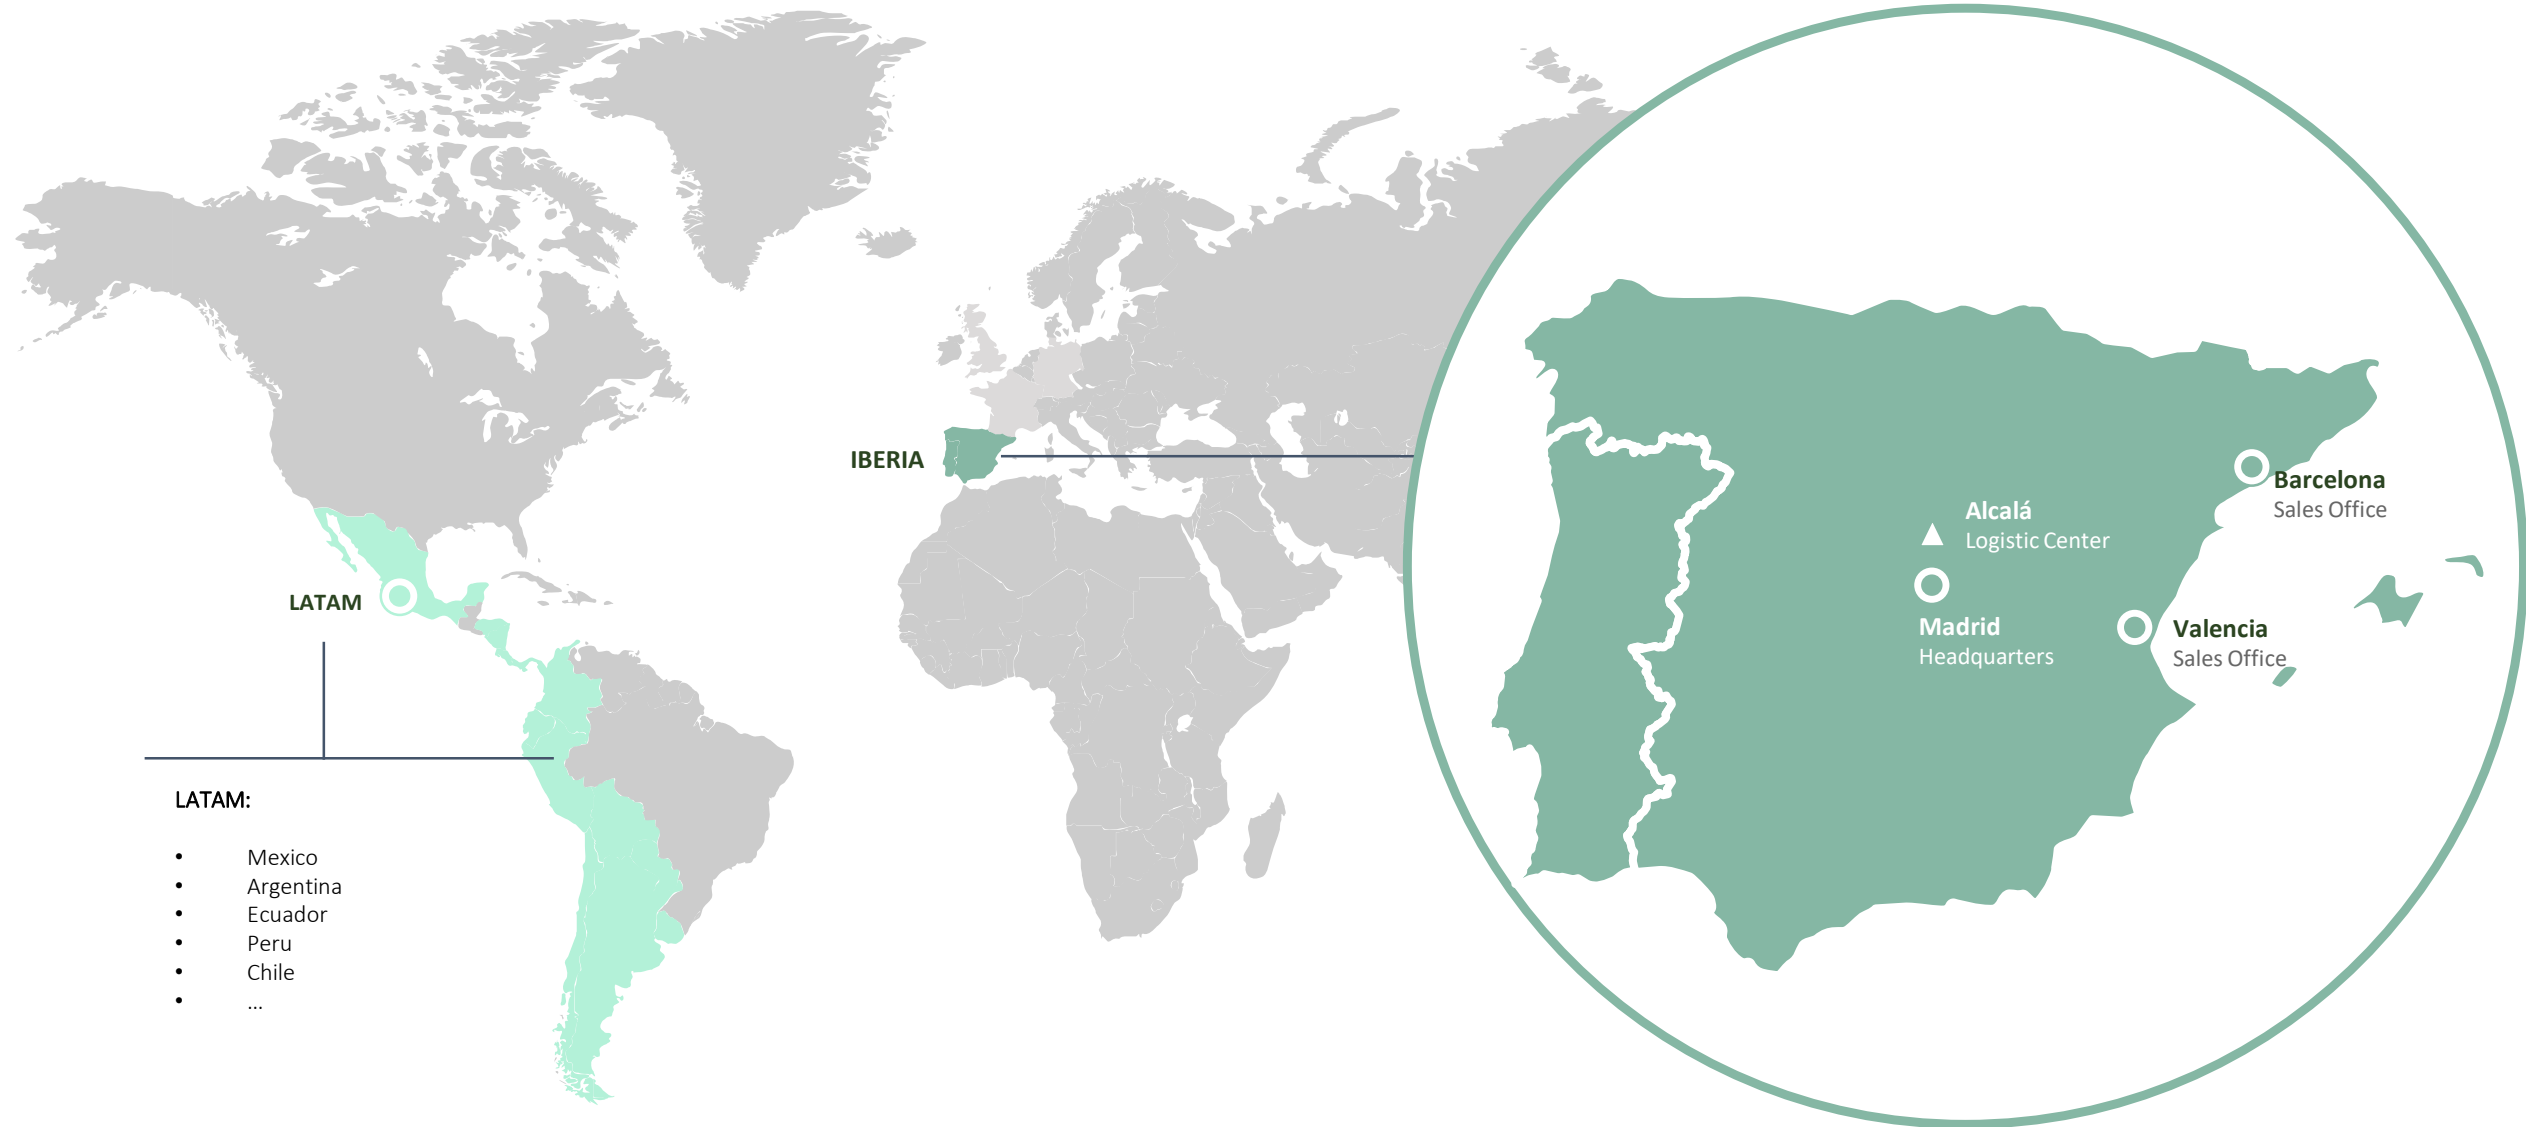 IBERIA
LATAM
LATAM:
• Mexico
• Argentina
• Ecuador
• Peru
• Chile
• ...
Barcelona
Sales Office
Alcalá
Logistic Center
Madrid
Headquarters
Valencia
Sales Office